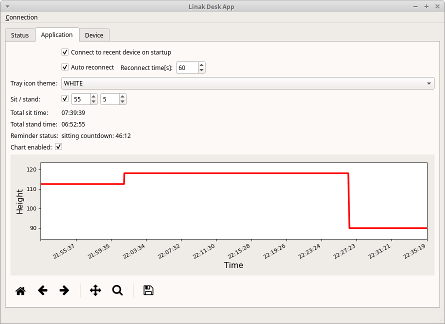 Linak Desk App
Connection
Status Application Device
Connect to recent device on startup
Auto reconnect Reconnect time[s]: 60
Tray icon theme: WHITE
Sit / stand: 55 5
Total sit time: 07:39:39
Total stand time: 06:52:55
Reminder status: sitting countdown: 46:12
Chart enabled:
120
110
100
90
Height
21:55:37 21:59:35 22:03:34 22:07:32 22:11:30 22:15:28 22:19:26 22:23:24 22:27:23 22:31:21 22:35:19
Time